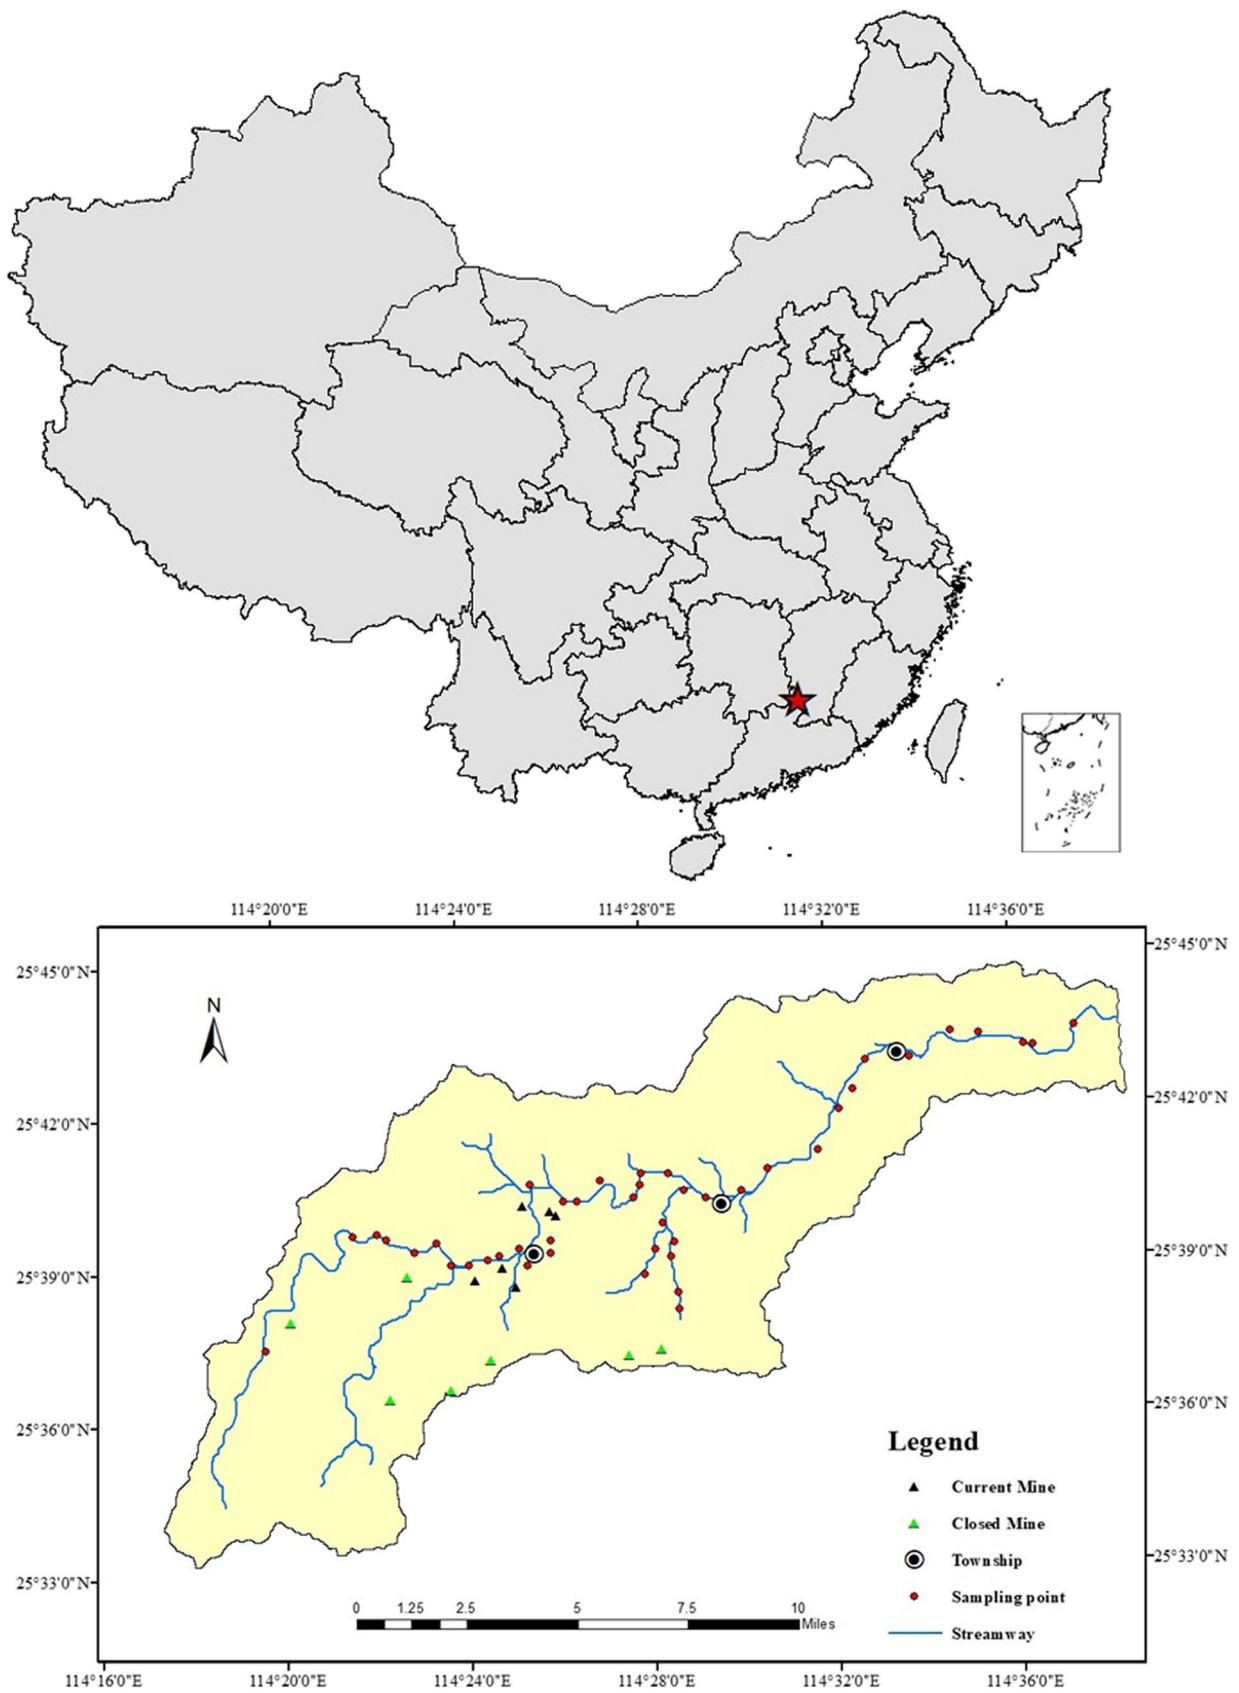 114°20'0"E 114°24'0"E 114°28'0"E 114°32'0"E 114°36'0"E
25°45'0"N 25°45'0"N
N
25°42'0"N 25°42'0"N
25°39'0"N 25°39'0"N
25°36'0"N 25°36'0"N
Legend
Current Mine
Closed Mine
Township
Sampling point
Streamway
25°33'0"N 25°33'0"N
0 1.25 2.5 5 7.5 10
Miles
114°16'0"E 114°20'0"E 114°24'0"E 114°28'0"E 114°32'0"E 114°36'0"E